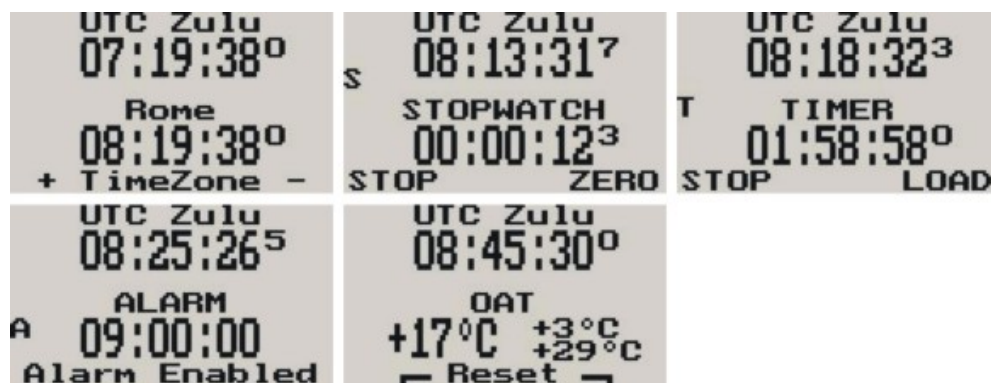 UTC Zulu
07:19:38⁰
Rome
08:19:38⁰
+ TimeZone -
UTC Zulu
08:13:31⁷
S
STOPWATCH
00:00:12³
STOP ZERO
UTC Zulu
08:18:32³
T TIMER
01:58:58⁰
STOP LOAD
UTC Zulu
08:25:26⁵
ALARM
A 09:00:00
Alarm Enabled
UTC Zulu
08:45:30⁰
OAT
+17°C +3°C
+29°C
Reset